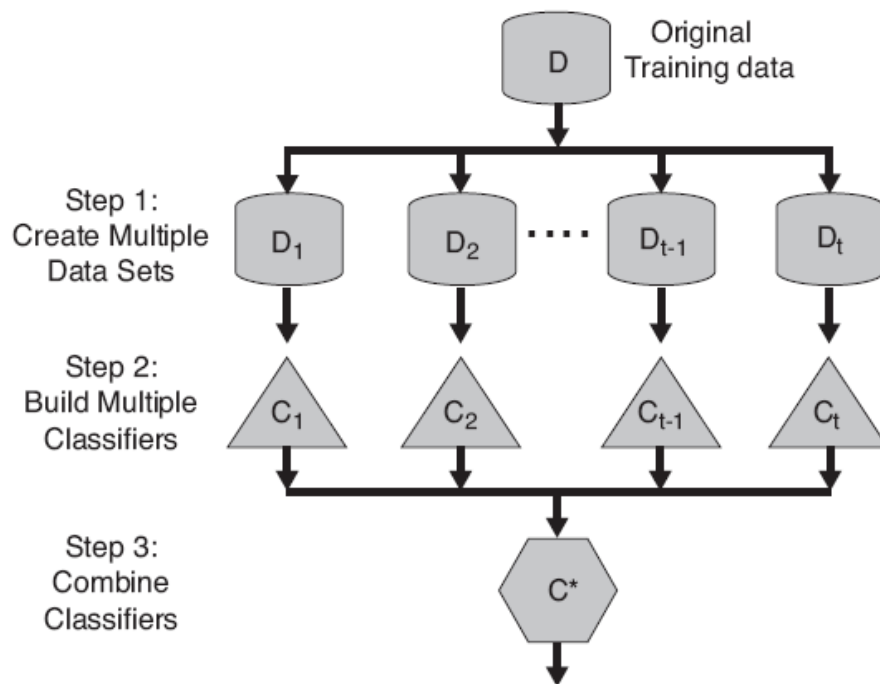 D
Original
Training data
Step 1:
Create Multiple
Data Sets
D₁
D₂
....
Dₜ₋₁
Dₜ
Step 2:
Build Multiple
Classifiers
C₁
C₂
Cₜ₋₁
Cₜ
Step 3:
Combine
Classifiers
C*